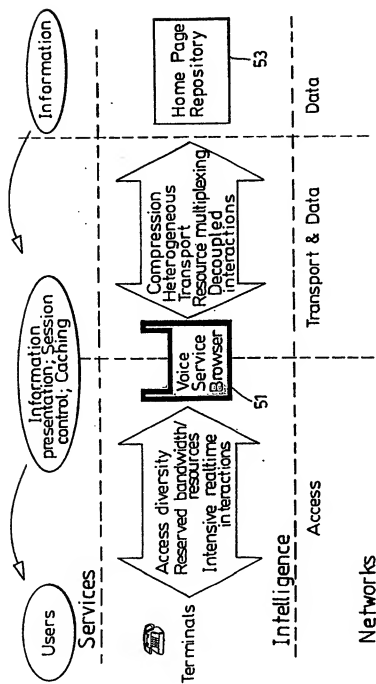 Users
Information
presentation; Session
control; Caching
Information
Services
Terminals
Access diversity
Reserved bandwidth/
resources
Intensive realtime
interactions
Voice
Service
Browser
51
Compression
Heterogeneous
Transport
Resource multiplexing
Decoupled
interactions
Home Page
Repository
53
Intelligence
Access
Transport & Data
Data
Networks